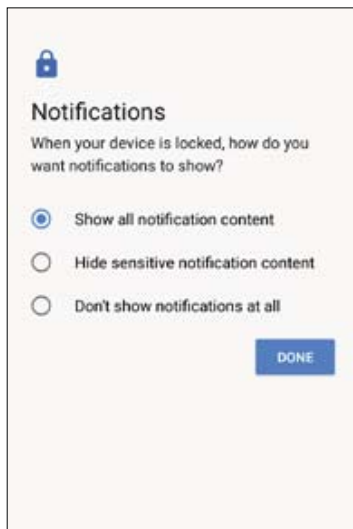 Notifications
When your device is locked, how do you
want notifications to show?
Show all notification content
Hide sensitive notification content
Don't show notifications at all
DONE